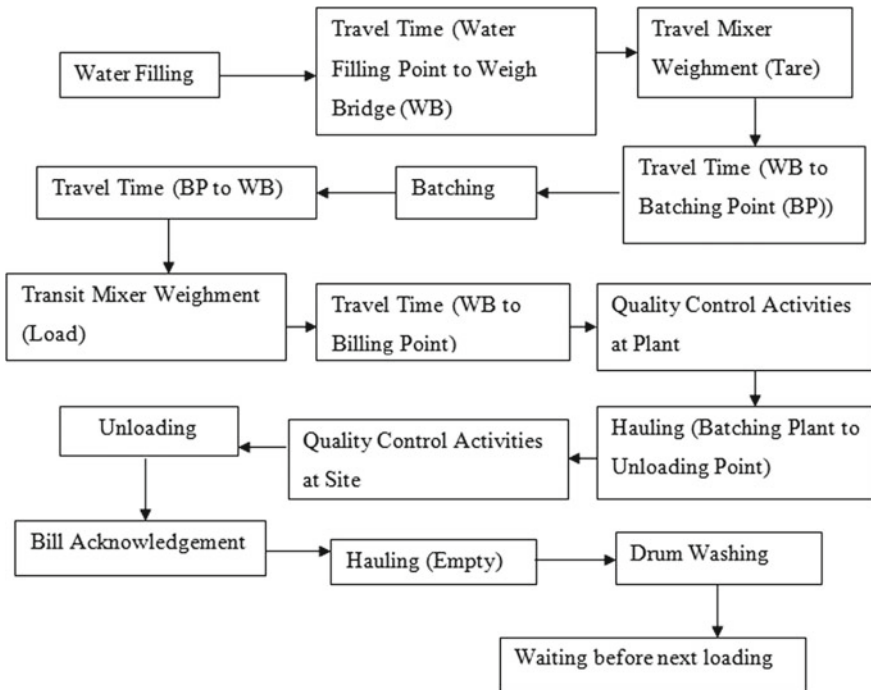 Water Filling
Travel Time (Water
Filling Point to Weigh
Bridge (WB)
Travel Mixer
Weighment (Tare)
Travel Time (WB to
Batching Point (BP))
Batching
Travel Time (BP to WB)
Transit Mixer Weighment
(Load)
Travel Time (WB to
Billing Point)
Quality Control Activities
at Plant
Hauling (Batching Plant to
Unloading Point)
Quality Control Activities
at Site
Unloading
Bill Acknowledgement
Hauling (Empty)
Drum Washing
Waiting before next loading